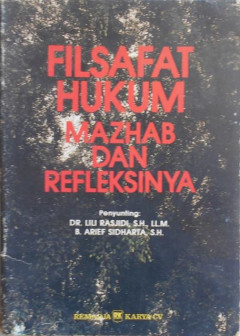 FILSAFAT
HUKUM
MAZHAB
DAN
REFLEKSINYA
Penyunting:
DR. LILI RASJIDI, S.H., LL.M.
B. ARIEF SIDHARTA, S.H.
REMADJA KARYA CV